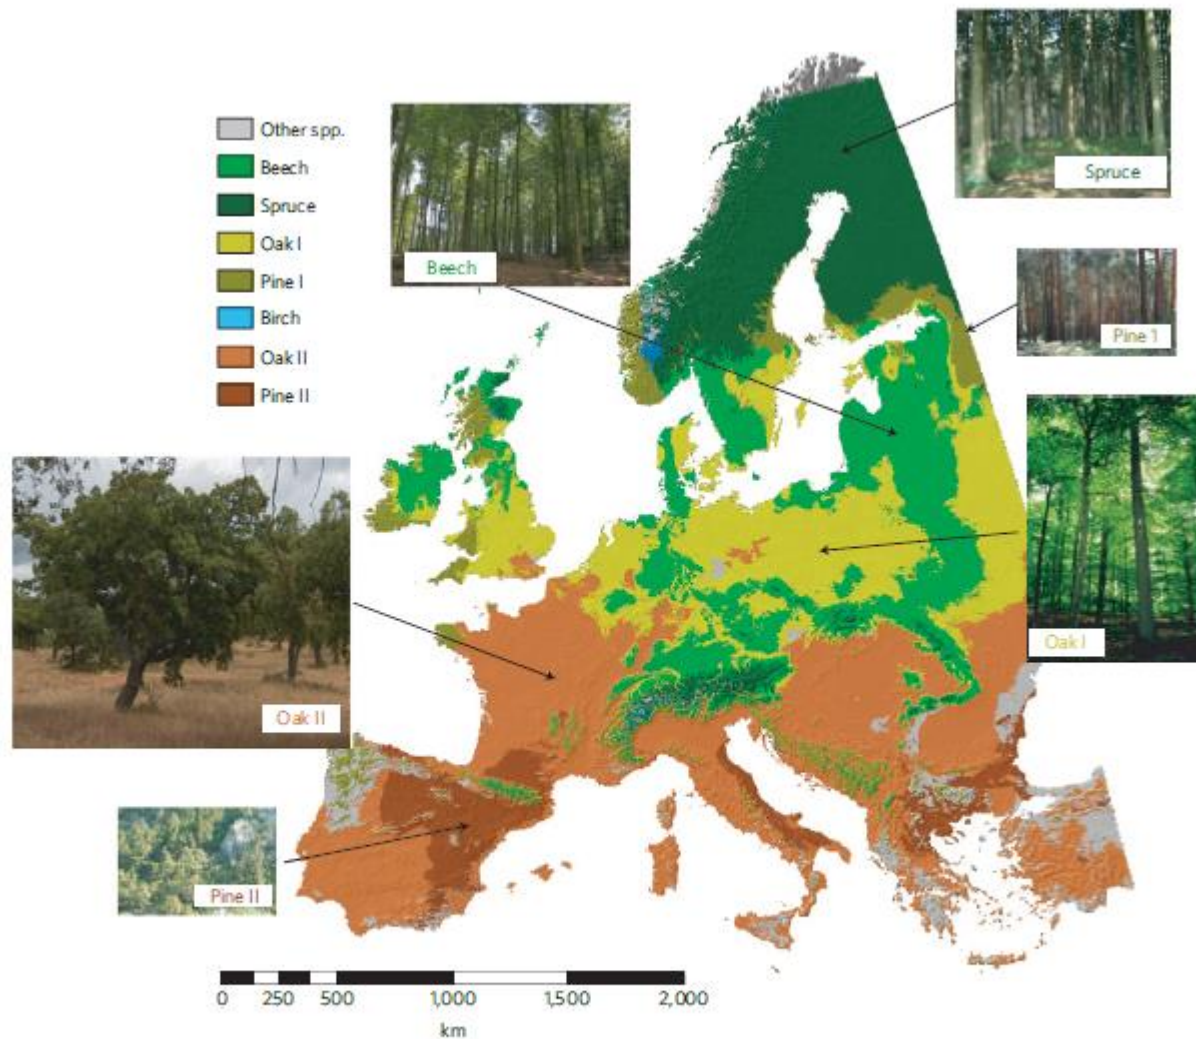 Other spp.
Beech
Spruce
Oak I
Pine I
Birch
Oak II
Pine II
Beech
Spruce
Pine 1
Oak I
Oak II
Pine II
0 250 500 1,000 1,500 2,000
km